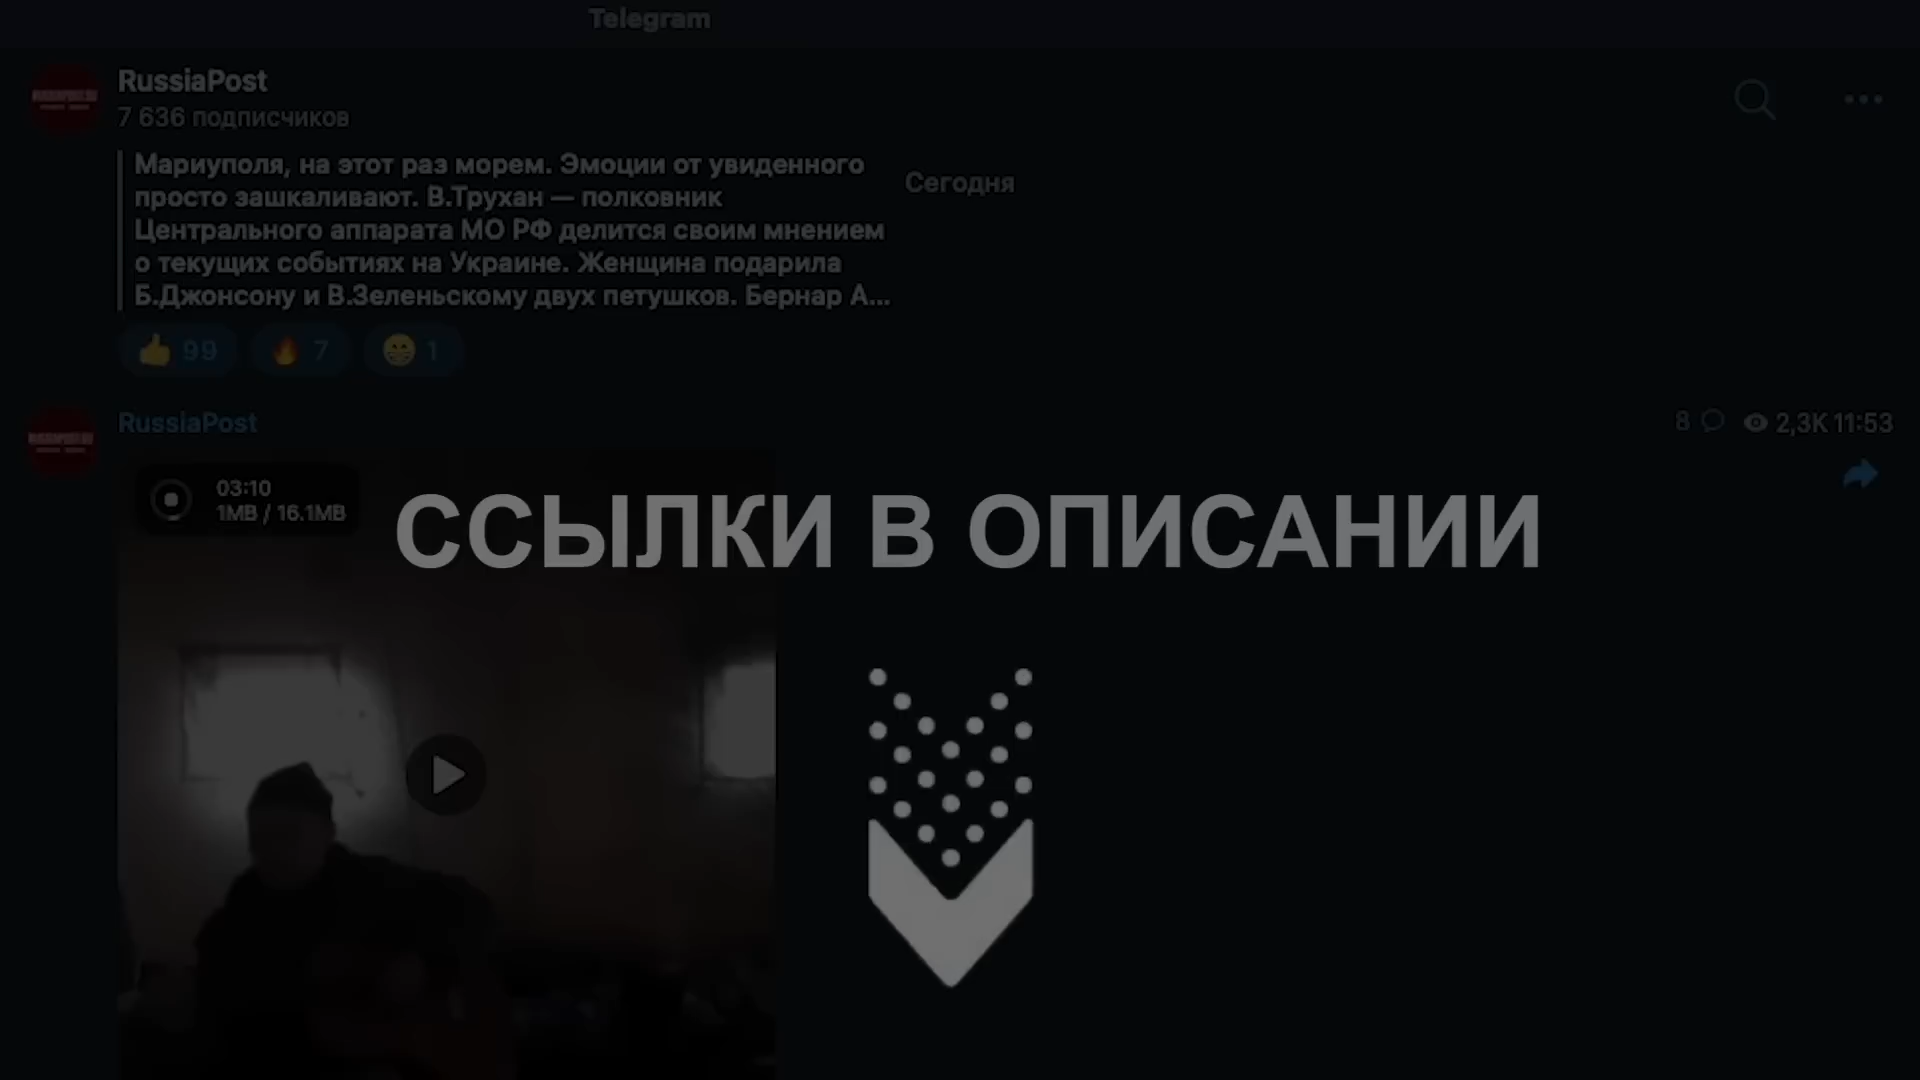 Telegram
RussiaPost
7 636 подписчиков
Мариуполя, на этот раз морем. Эмоции от увиденного
просто зашкаливают. В.Трухан — полковник
Центрального аппарата МО РФ делится своим мнением
о текущих событиях на Украине. Женщина подарила
Б.Джонсону и В.Зеленьскому двух петушков. Бернар А...
Сегодня
99 7 1
RussiaPost
8 2,3K 11:53
03:10
1MB / 16.1MB
ССЫЛКИ В ОПИСАНИИ